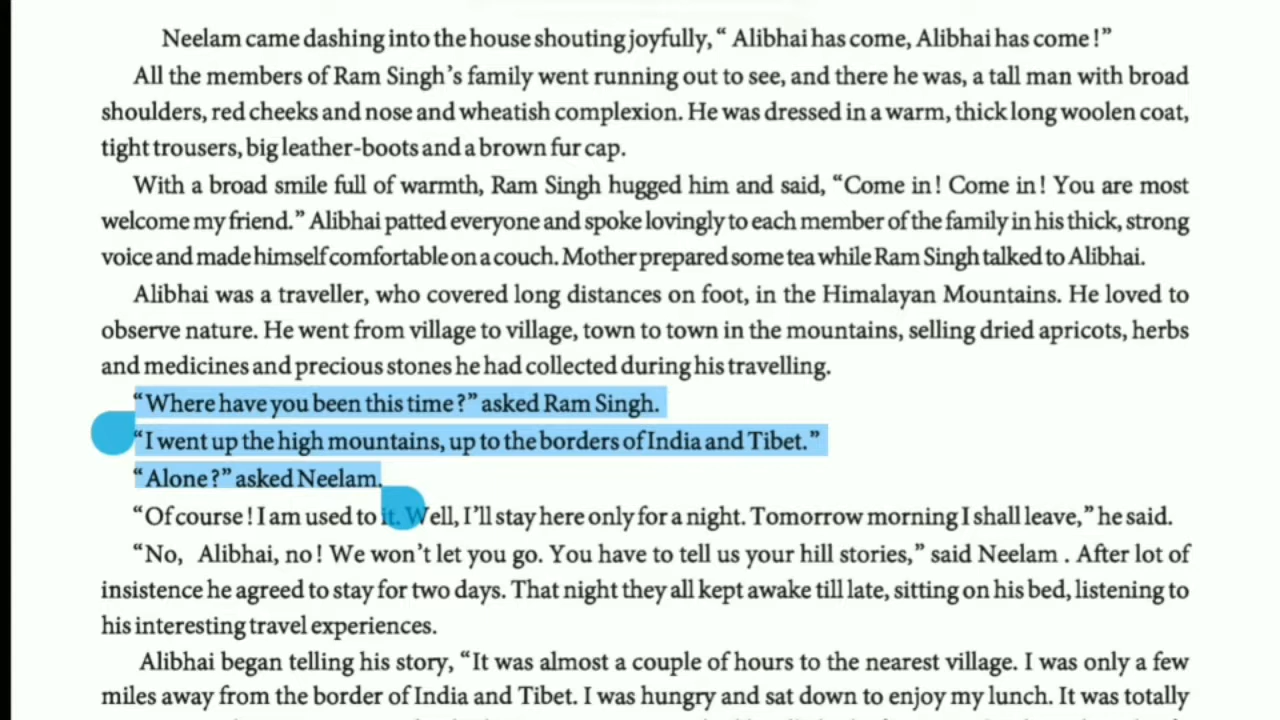 Neelam came dashing into the house shouting joyfully, “ Alibhai has come, Alibhai has come !”
All the members of Ram Singh’s family went running out to see, and there he was, a tall man with broad
shoulders, red cheeks and nose and wheatish complexion. He was dressed in a warm, thick long woolen coat,
tight trousers, big leather-boots and a brown fur cap.
With a broad smile full of warmth, Ram Singh hugged him and said, “Come in ! Come in ! You are most
welcome my friend.” Alibhai patted everyone and spoke lovingly to each member of the family in his thick, strong
voice and made himself comfortable on a couch. Mother prepared some tea while Ram Singh talked to Alibhai.
Alibhai was a traveller, who covered long distances on foot, in the Himalayan Mountains. He loved to
observe nature. He went from village to village, town to town in the mountains, selling dried apricots, herbs
and medicines and precious stones he had collected during his travelling.
“Where have you been this time ?” asked Ram Singh.
“I went up the high mountains, up to the borders of India and Tibet.”
“Alone ?” asked Neelam.
“Of course ! I am used to it. Well, I’ll stay here only for a night. Tomorrow morning I shall leave,” he said.
“No, Alibhai, no ! We won’t let you go. You have to tell us your hill stories,” said Neelam . After lot of
insistence he agreed to stay for two days. That night they all kept awake till late, sitting on his bed, listening to
his interesting travel experiences.
Alibhai began telling his story, “It was almost a couple of hours to the nearest village. I was only a few
miles away from the border of India and Tibet. I was hungry and sat down to enjoy my lunch. It was totally